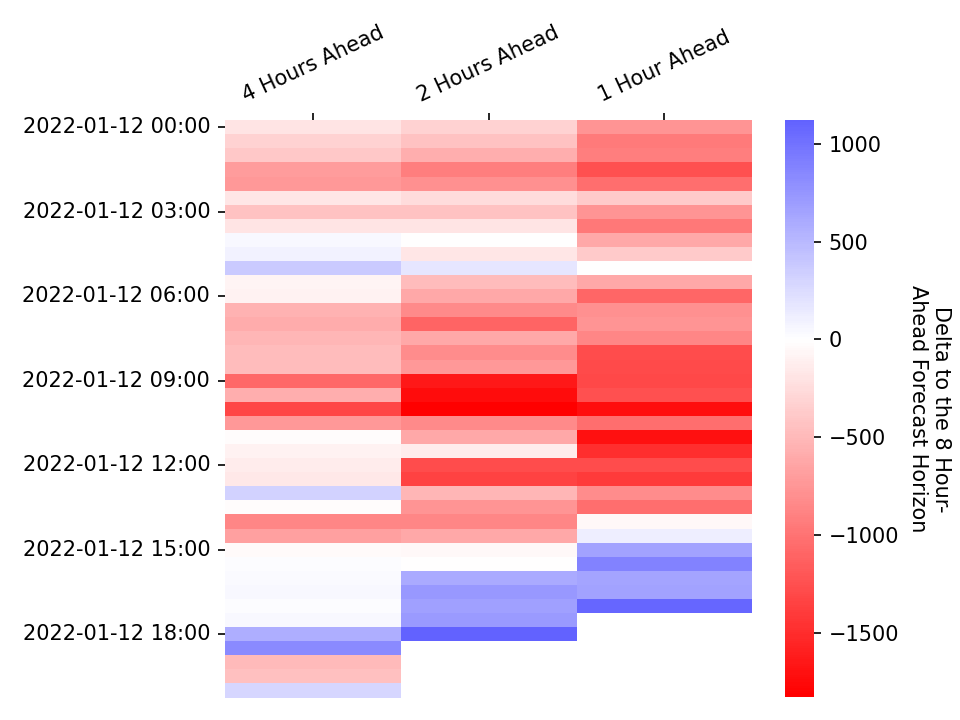 4 Hours Ahead
2 Hours Ahead
1 Hour Ahead
2022-01-12 00:00
2022-01-12 03:00
2022-01-12 06:00
2022-01-12 09:00
2022-01-12 12:00
2022-01-12 15:00
2022-01-12 18:00
1000
500
0
−500
−1000
−1500
Delta to the 8 Hour-
Ahead Forecast Horizon